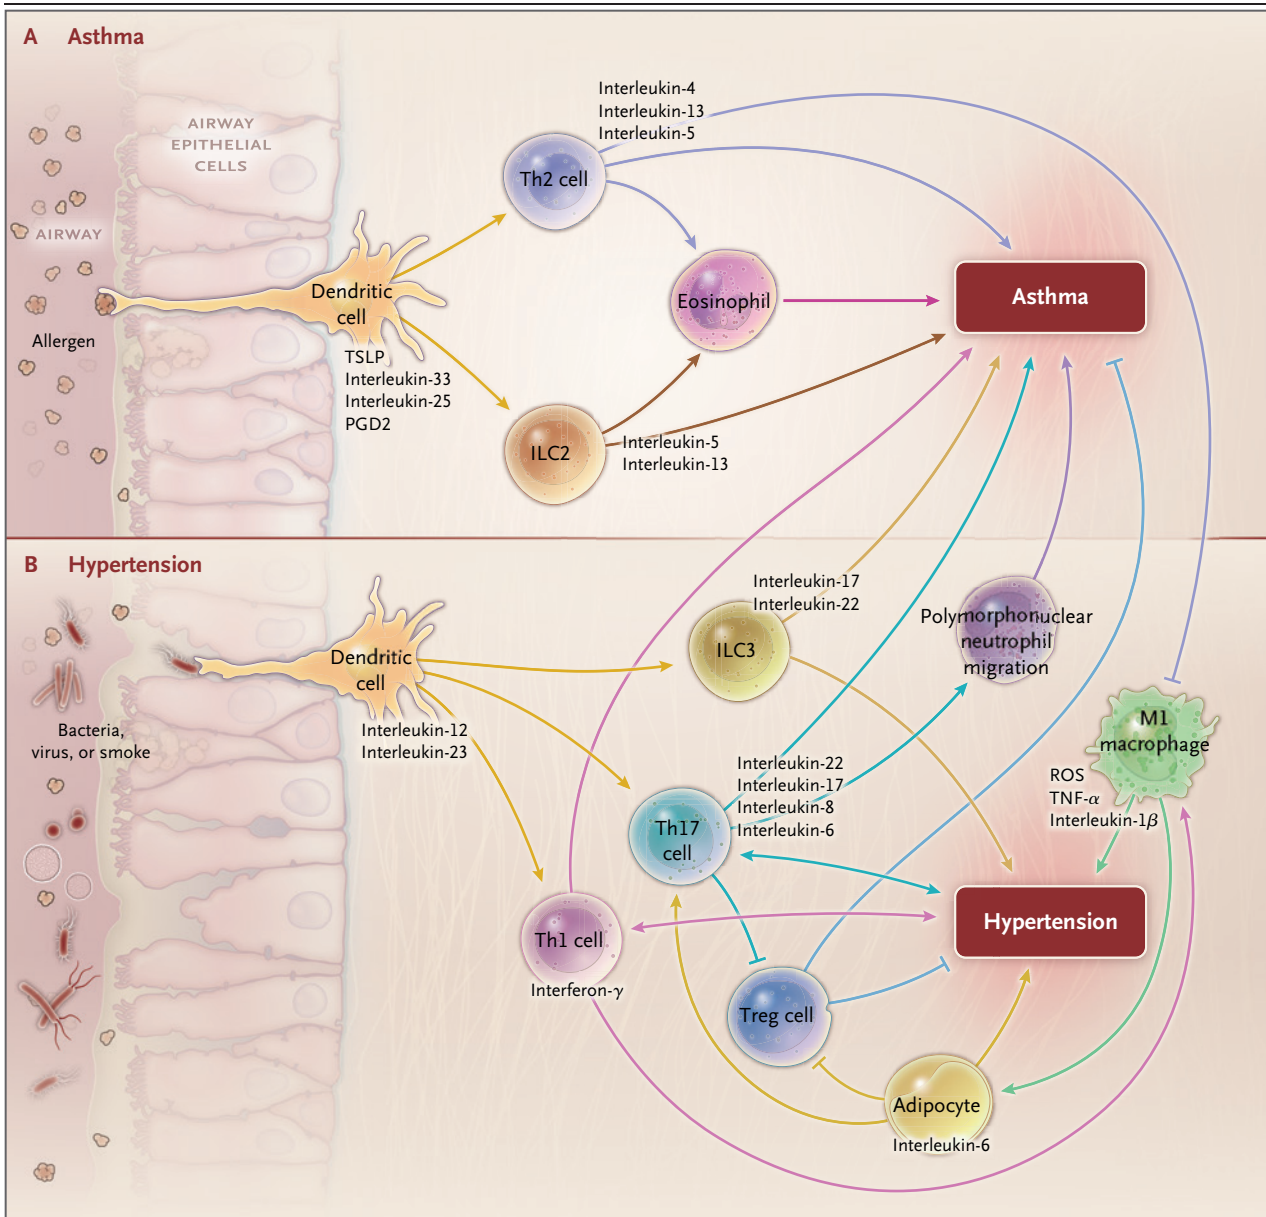 A Asthma
AIRWAY
EPITHELIAL
CELLS
AIRWAY
Allergen
Dendritic
cell
TSLP
Interleukin-33
Interleukin-25
PGD2
Interleukin-4
Interleukin-13
Interleukin-5
Th2 cell
Eosinophil
ILC2
Interleukin-5
Interleukin-13
Asthma
B Hypertension
Bacteria,
virus, or smoke
Dendritic
cell
Interleukin-12
Interleukin-23
Interleukin-17
Interleukin-22
ILC3
Polymorphonuclear
neutrophil
migration
M1
macrophage
ROS
TNF-α
Interleukin-1β
Interleukin-22
Interleukin-17
Interleukin-8
Interleukin-6
Th17
cell
Th1 cell
Interferon-γ
Treg cell
Hypertension
Adipocyte
Interleukin-6